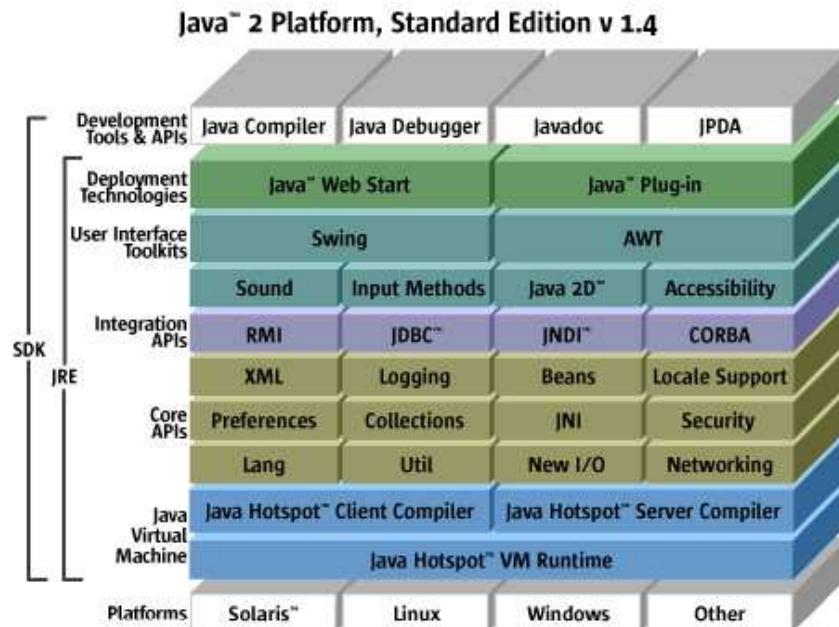 Java™ 2 Platform, Standard Edition v 1.4
Development
Tools & APIs
Java Compiler
Java Debugger
Javadoc
JPDA
Deployment
Technologies
Java™ Web Start
Java™ Plug-in
User Interface
Toolkits
Swing
AWT
Sound
Input Methods
Java 2D™
Accessibility
Integration
APIs
RMI
JDBC™
JNDI™
CORBA
SDK
JRE
XML
Logging
Beans
Locale Support
Core
APIs
Preferences
Collections
JNI
Security
Lang
Util
New I/O
Networking
Java
Virtual
Machine
Java Hotspot™ Client Compiler
Java Hotspot™ Server Compiler
Java Hotspot™ VM Runtime
Platforms
Solaris™
Linux
Windows
Other